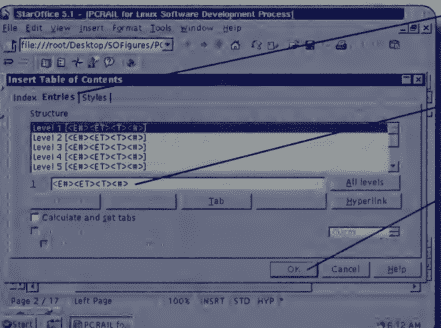 StarOffice 5.1 - [PCRAIL for Linux Software Development Process]
File Edit View Insert Format Tools Window Help
file:///root/Desktop/SOFigures/PC
Insert Table of Contents
Index Entries Styles
Structure
Level 1 [<E#><ET><T><#>]
Level 2 [<E#><ET><T><#>]
Level 3 [<E#><ET><T><#>]
Level 4 [<E#><ET><T><#>]
Level 5 [<E#><ET><T><#>]
1 <E#><ET><T><#> All levels
Tab Hyperlink
Calculate and set tabs
OK Cancel Help
Page 2 / 17 Left Page 100% INSRT STD HYP *
Start PCRAIL fo... 6:12 AM